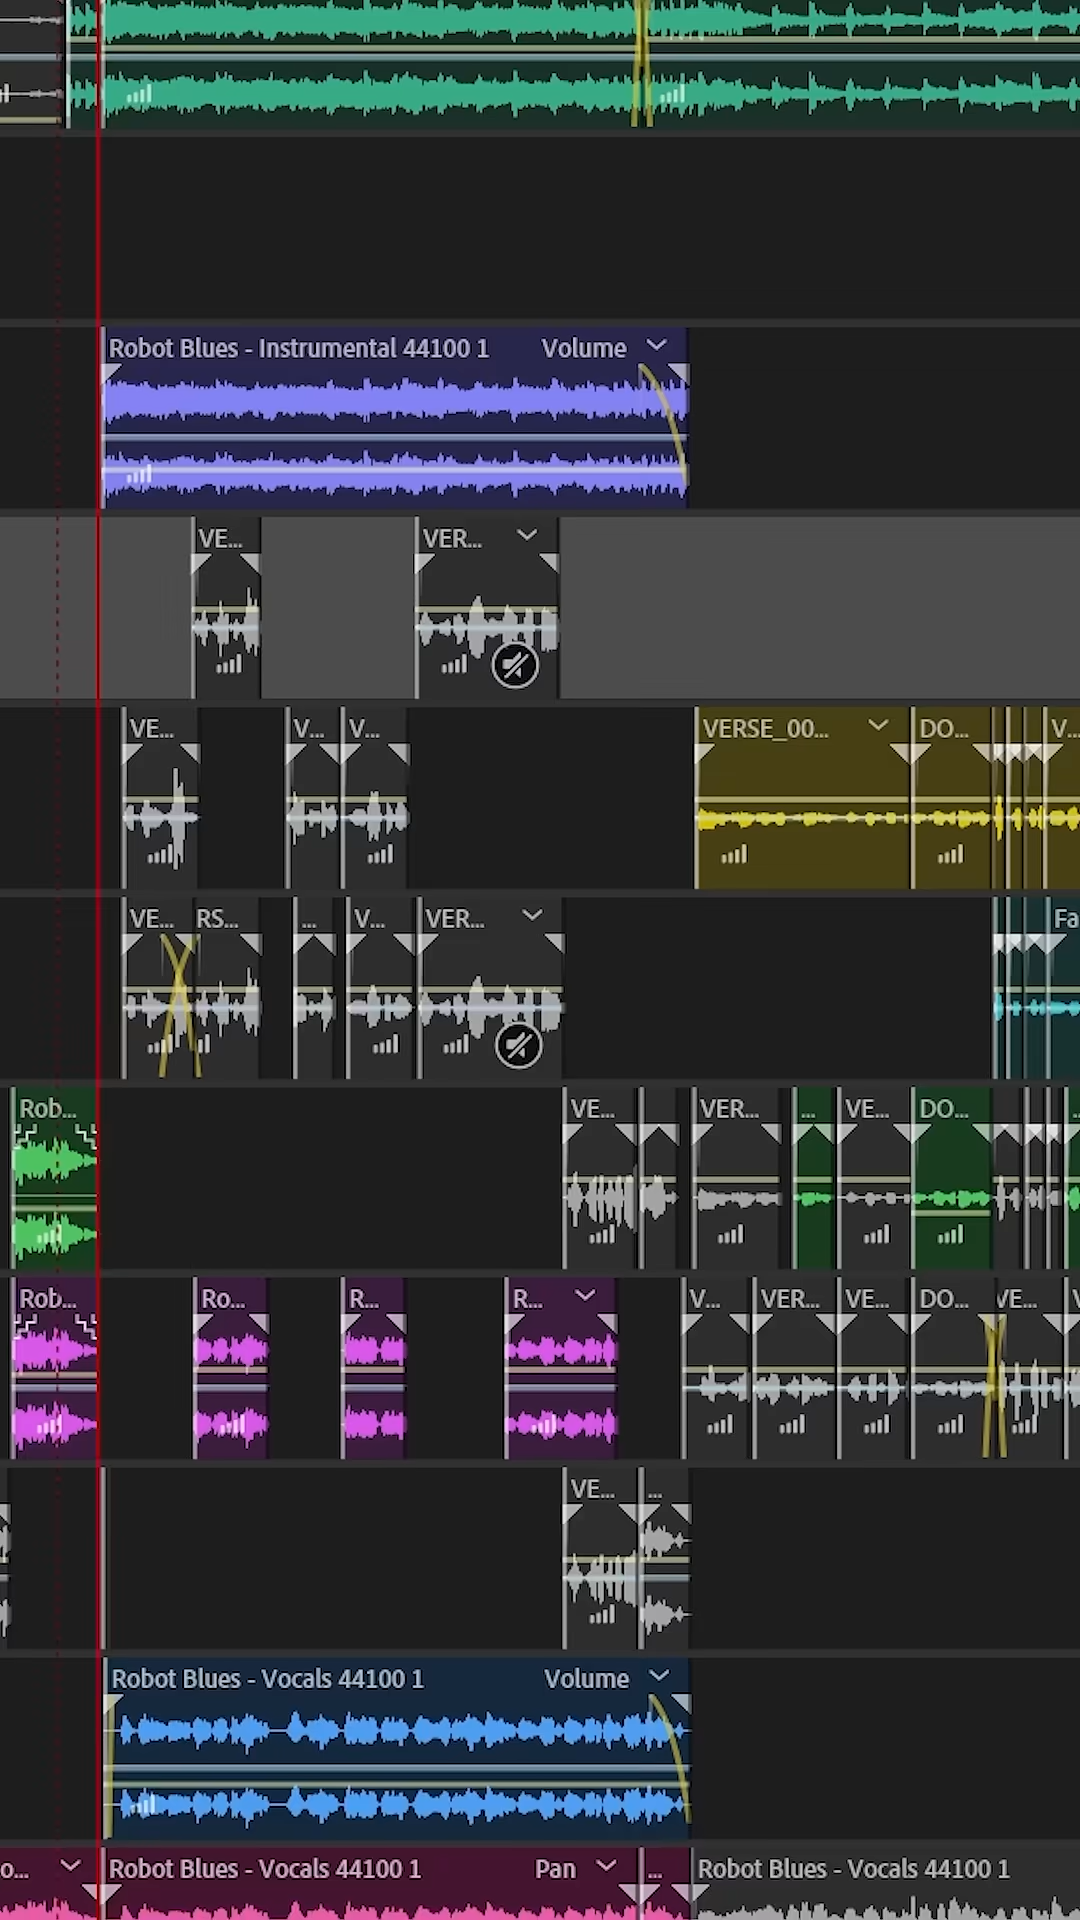 Robot Blues - Instrumental 44100 1 Volume
VE... VER...
VE... V... V... VERSE_00... DO... V...
VE... RS... ... V... VER... Fa
Rob... VE... VER... ... VE... DO... ...
Rob... Ro... R... R... V... VER... VE... DO... VE... V
VE... ...
Robot Blues - Vocals 44100 1 Volume
o... Robot Blues - Vocals 44100 1 Pan ... Robot Blues - Vocals 44100 1